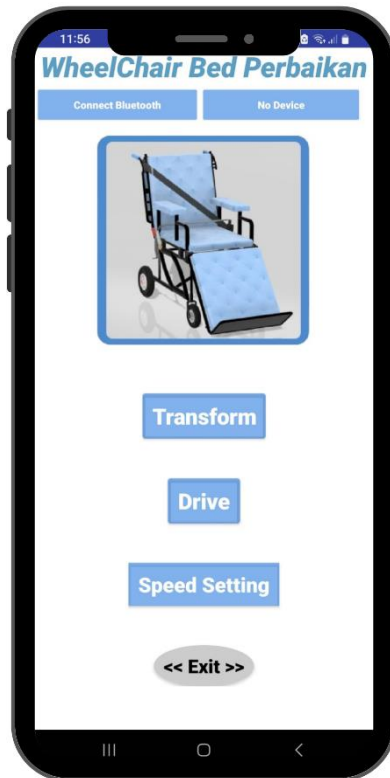 11:56
WheelChair Bed Perbaikan
Connect Bluetooth
No Device
Transform
Drive
Speed Setting
<< Exit >>